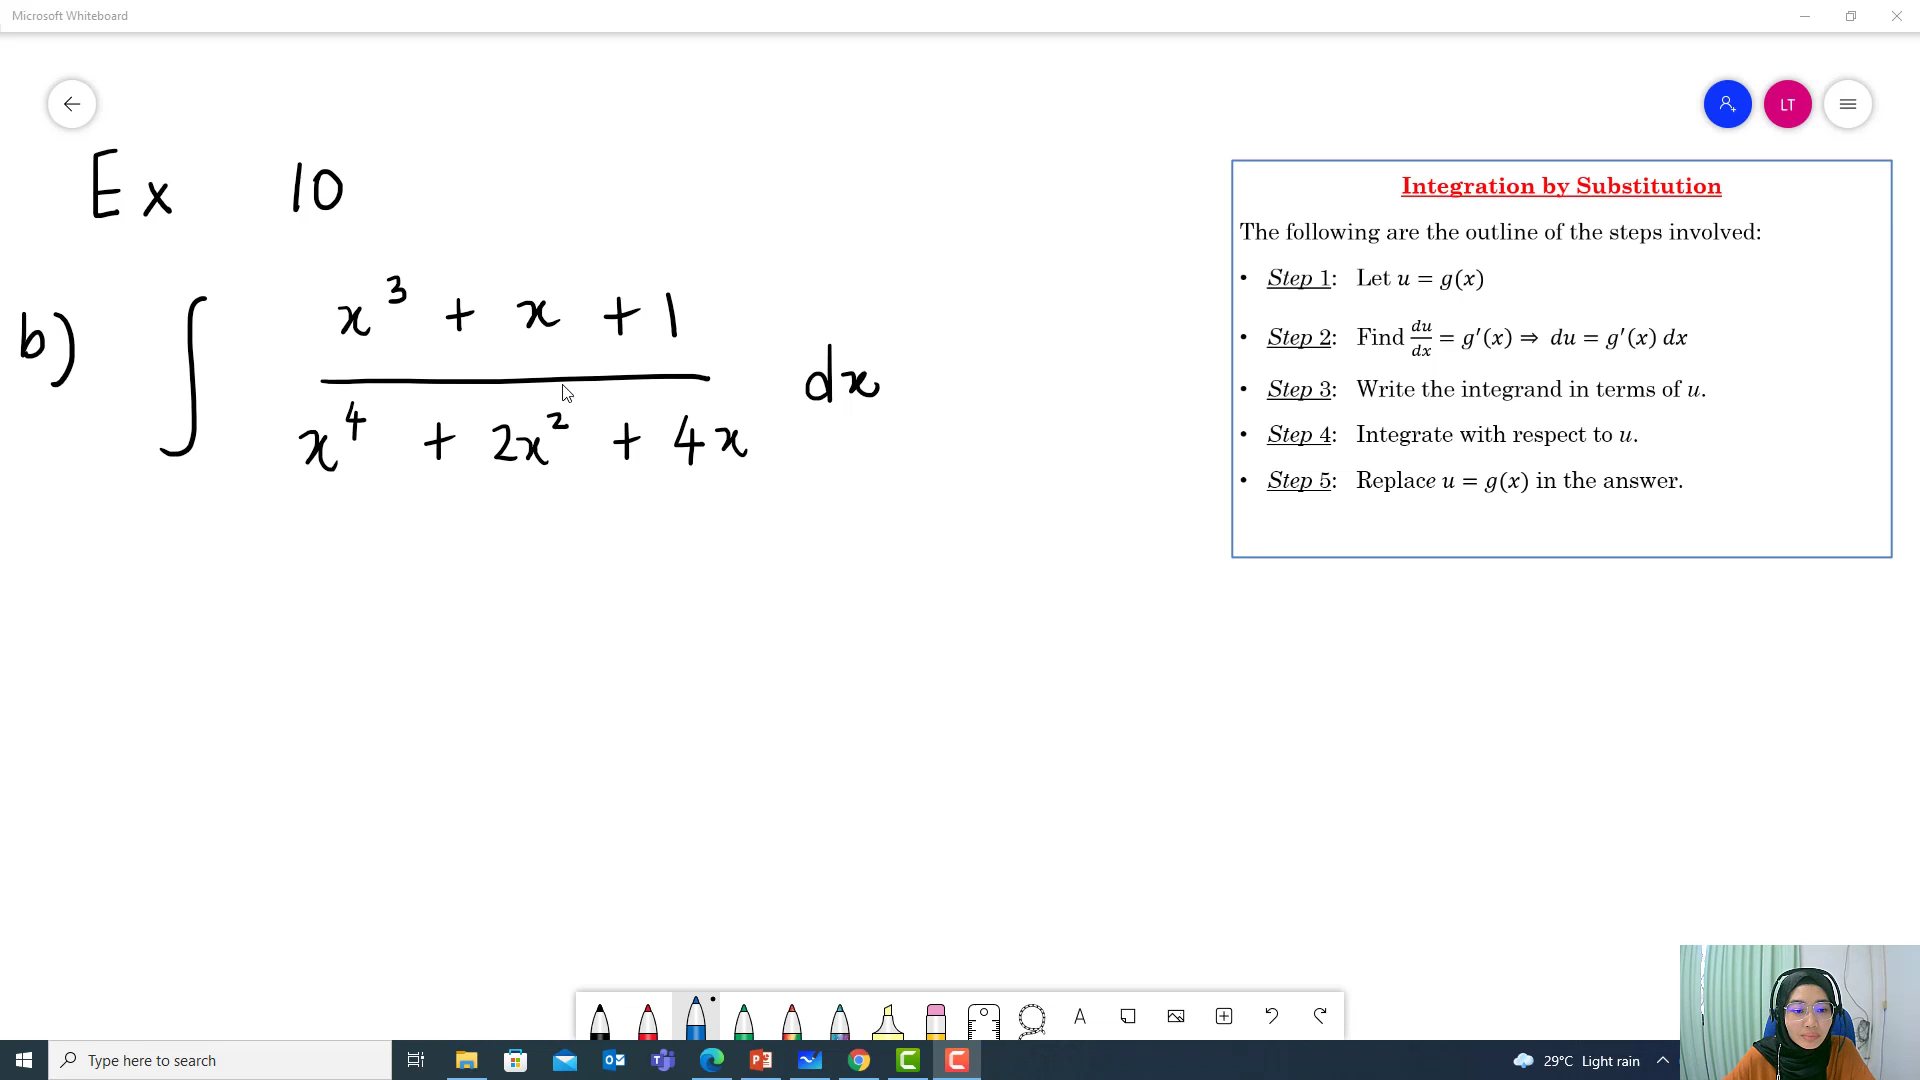 Microsoft Whiteboard
LT
Ex 10
b) ∫ x³ + x + 1 / x⁴ + 2x² + 4x dx
Integration by Substitution
The following are the outline of the steps involved:
• Step 1: Let u = g(x)
• Step 2: Find du/dx = g′(x) ⇒ du = g′(x) dx
• Step 3: Write the integrand in terms of u.
• Step 4: Integrate with respect to u.
• Step 5: Replace u = g(x) in the answer.
A
Type here to search
29°C Light rain